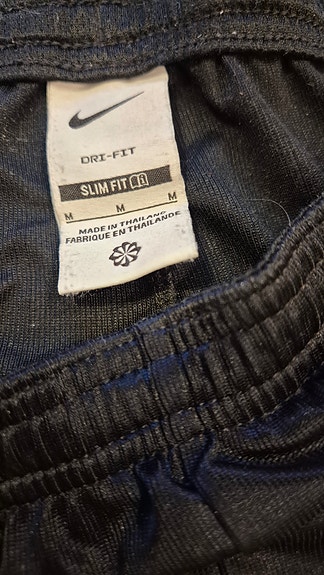 DRI-FIT
SLIM FIT
M M M
MADE IN THAILAND
FABRIQUE EN THAILANDE